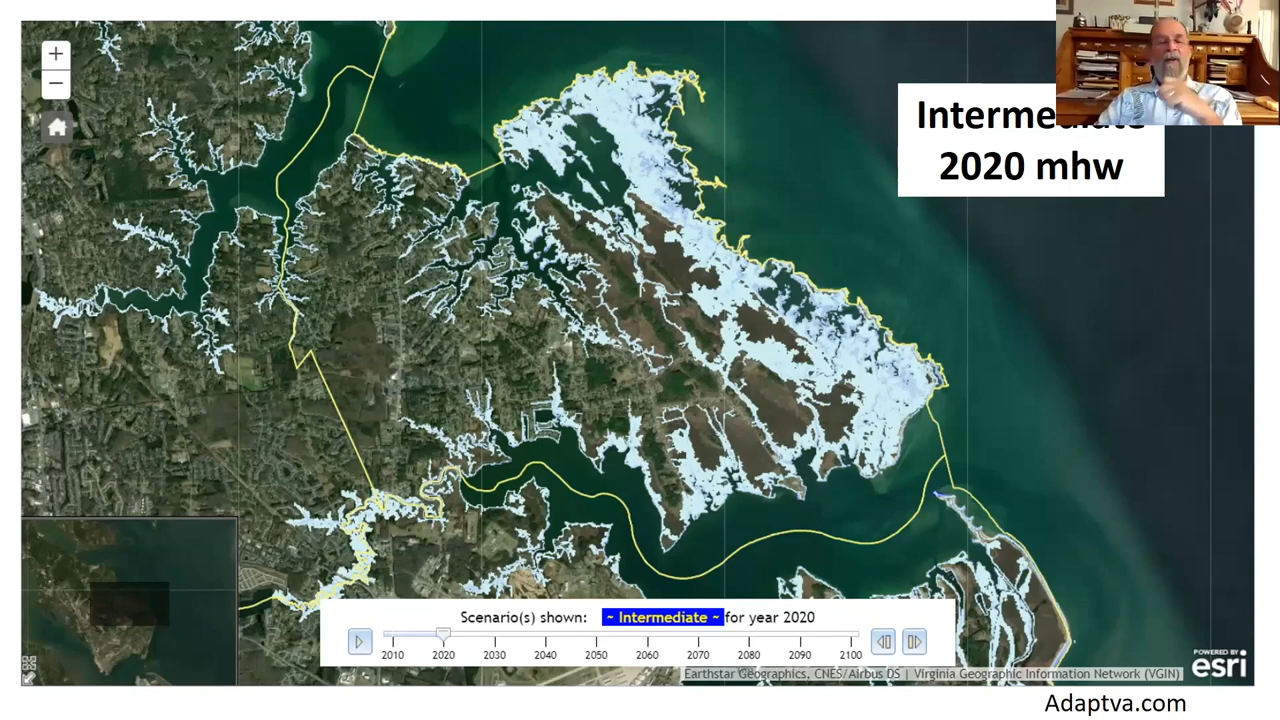 +
−
Intermediate
2020 mhw
Scenario(s) shown: ~ Intermediate ~ for year 2020
2010 2020 2030 2040 2050 2060 2070 2080 2090 2100
Earthstar Geographics, CNES/Airbus DS | Virginia Geographic Information Network (VGIN)
POWERED BY
esri
Adaptva.com